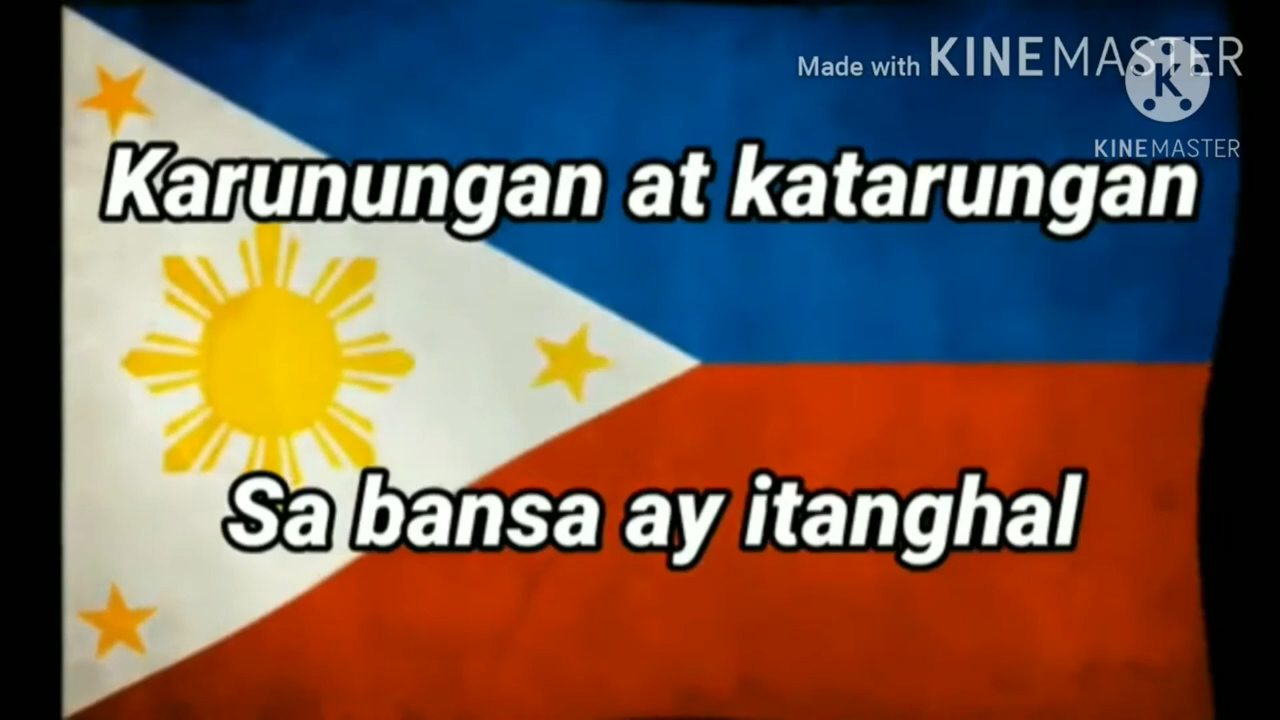 Made with KINEMASTER
K
KINEMASTER
Karunungan at katarungan
Sa bansa ay itanghal